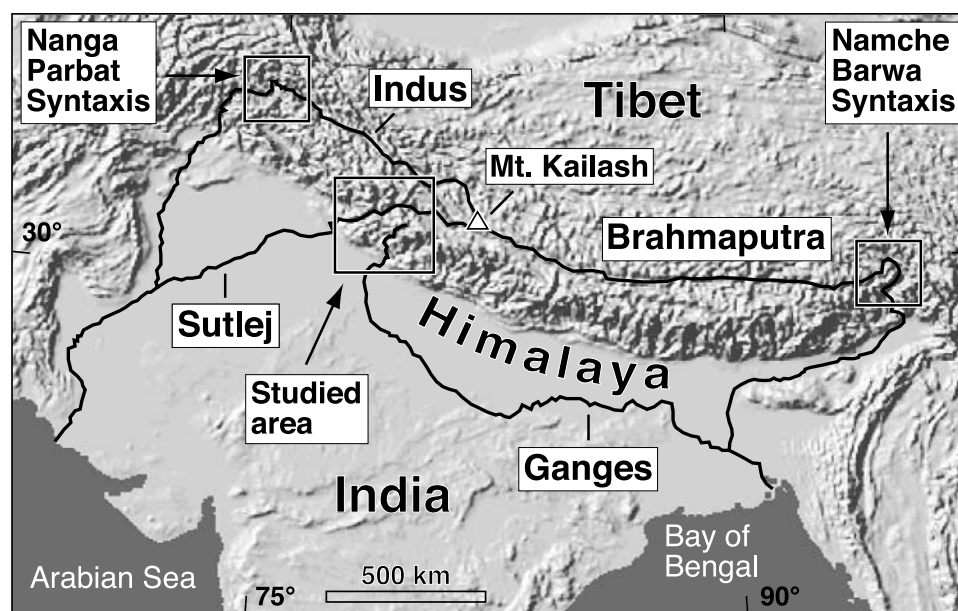 Nanga
Parbat
Syntaxis
Indus
Tibet
Namche
Barwa
Syntaxis
Mt. Kailash
30°
Brahmaputra
Sutlej
Himalaya
Studied
area
Ganges
India
Bay of
Bengal
Arabian Sea
75°
500 km
90°